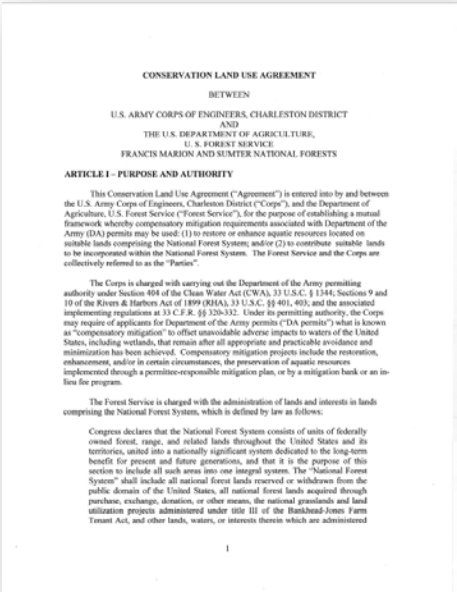 CONSERVATION LAND USE AGREEMENT
BETWEEN
U.S. ARMY CORPS OF ENGINEERS, CHARLESTON DISTRICT
AND
THE U.S. DEPARTMENT OF AGRICULTURE,
U. S. FOREST SERVICE
FRANCIS MARION AND SUMTER NATIONAL FORESTS
ARTICLE I – PURPOSE AND AUTHORITY
This Conservation Land Use Agreement ("Agreement") is entered into by and between
the U.S. Army Corps of Engineers, Charleston District ("Corps"), and the Department of
Agriculture, U.S. Forest Service ("Forest Service"), for the purpose of establishing a mutual
framework whereby compensatory mitigation requirements associated with Department of the
Army (DA) permits may be used: (1) to restore or enhance aquatic resources located on
suitable lands comprising the National Forest System; and/or (2) to contribute suitable lands
to be incorporated within the National Forest System. The Forest Service and the Corps are
collectively referred to as the "Parties".
The Corps is charged with carrying out the Department of the Army permitting
authority under Section 404 of the Clean Water Act (CWA), 33 U.S.C. § 1344; Sections 9 and
10 of the Rivers & Harbors Act of 1899 (RHA), 33 U.S.C. §§ 401, 403; and the associated
implementing regulations at 33 C.F.R. §§ 320-332. Under its permitting authority, the Corps
may require of applicants for Department of the Army permits ("DA permits") what is known
as "compensatory mitigation" to offset unavoidable adverse impacts to waters of the United
States, including wetlands, that remain after all appropriate and practicable avoidance and
minimization has been achieved. Compensatory mitigation projects include the restoration,
enhancement, and/or in certain circumstances, the preservation of aquatic resources
implemented through a permittee-responsible mitigation plan, or by a mitigation bank or an in-
lieu fee program.
The Forest Service is charged with the administration of lands and interests in lands
comprising the National Forest System, which is defined by law as follows:
Congress declares that the National Forest System consists of units of federally
owned forest, range, and related lands throughout the United States and its
territories, united into a nationally significant system dedicated to the long-term
benefit for present and future generations, and that it is the purpose of this
section to include all such areas into one integral system. The "National Forest
System" shall include all national forest lands reserved or withdrawn from the
public domain of the United States, all national forest lands acquired through
purchase, exchange, donation, or other means, the national grasslands and land
utilization projects administered under title III of the Bankhead-Jones Farm
Tenant Act, and other lands, waters, or interests therein which are administered
1